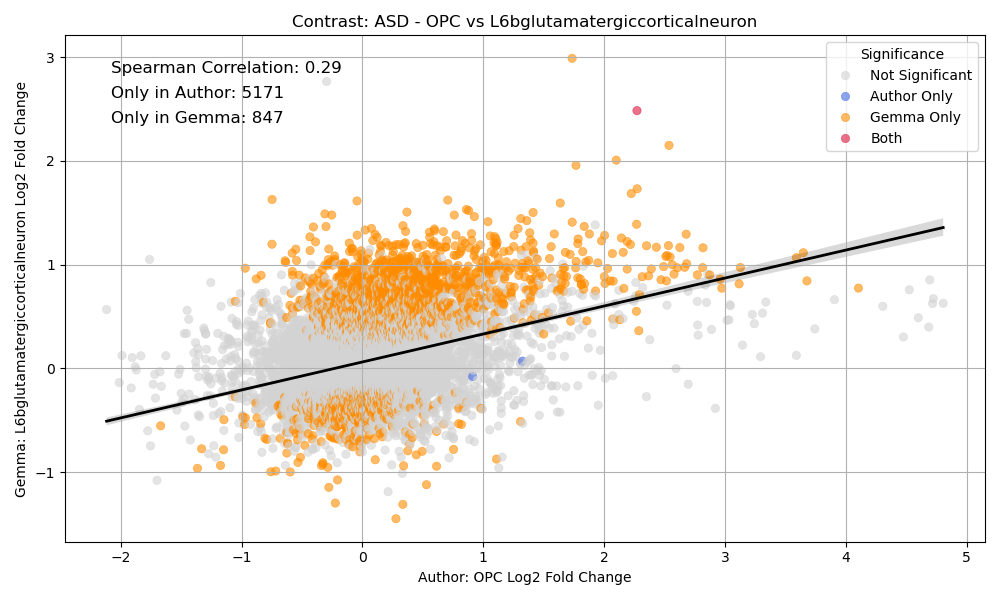 Contrast: ASD - OPC vs L6bglutamatergiccorticalneuron
Spearman Correlation: 0.29
Only in Author: 5171
Only in Gemma: 847
Significance
Not Significant
Author Only
Gemma Only
Both
Gemma: L6bglutamatergiccorticalneuron Log2 Fold Change
3
2
1
0
−1
−2
−1
0
1
2
3
4
5
Author: OPC Log2 Fold Change